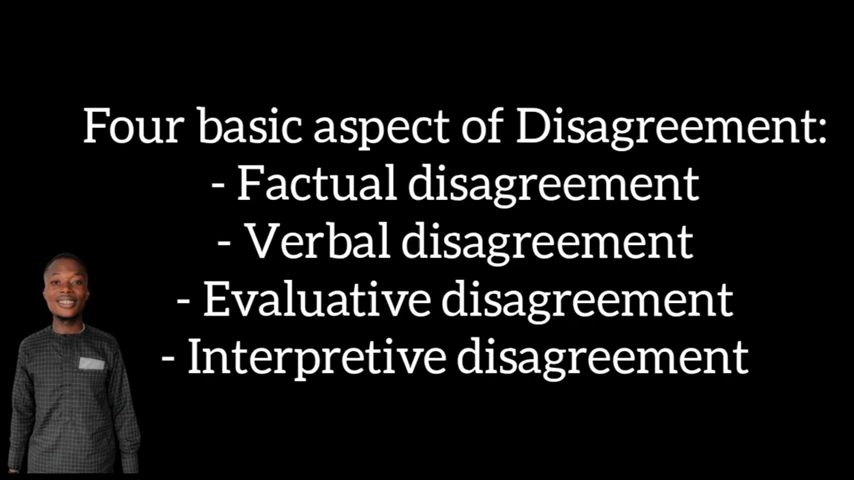 Four basic aspect of Disagreement:
- Factual disagreement
- Verbal disagreement
- Evaluative disagreement
- Interpretive disagreement